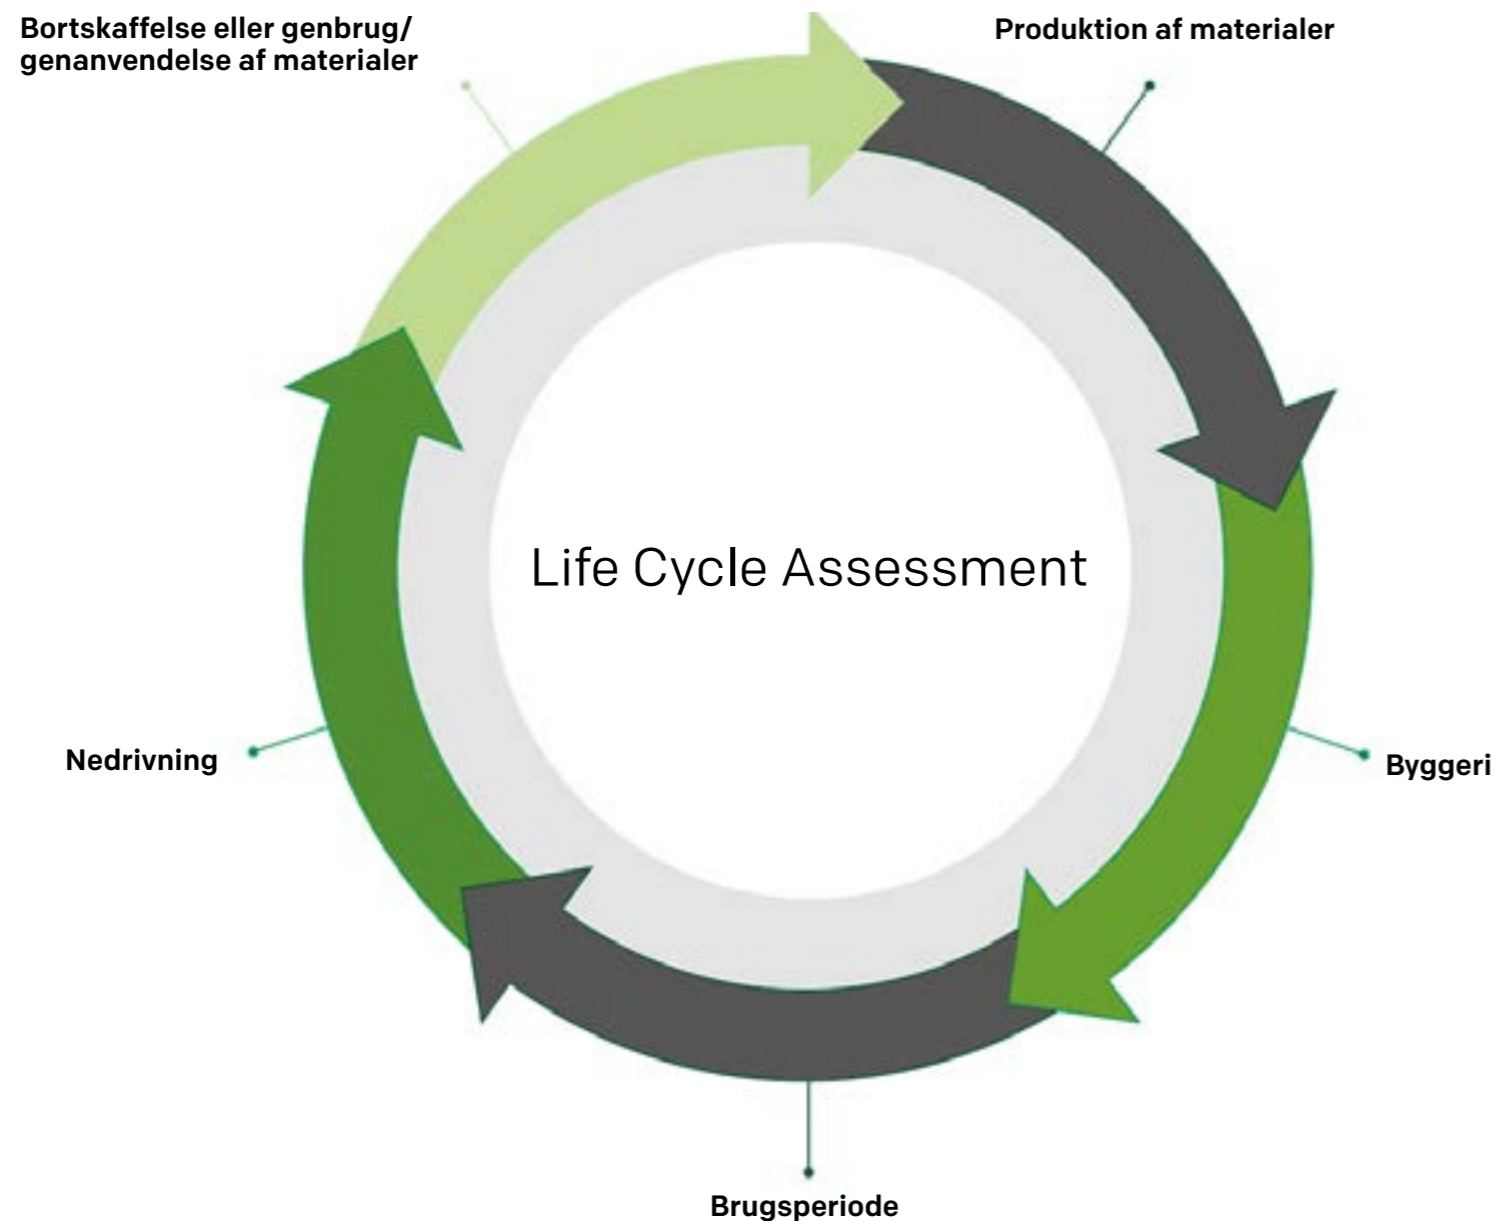 Bortskaffelse eller genbrug/
genanvendelse af materialer
Produktion af materialer
Life Cycle Assessment
Nedrivning
Byggeri
Brugsperiode